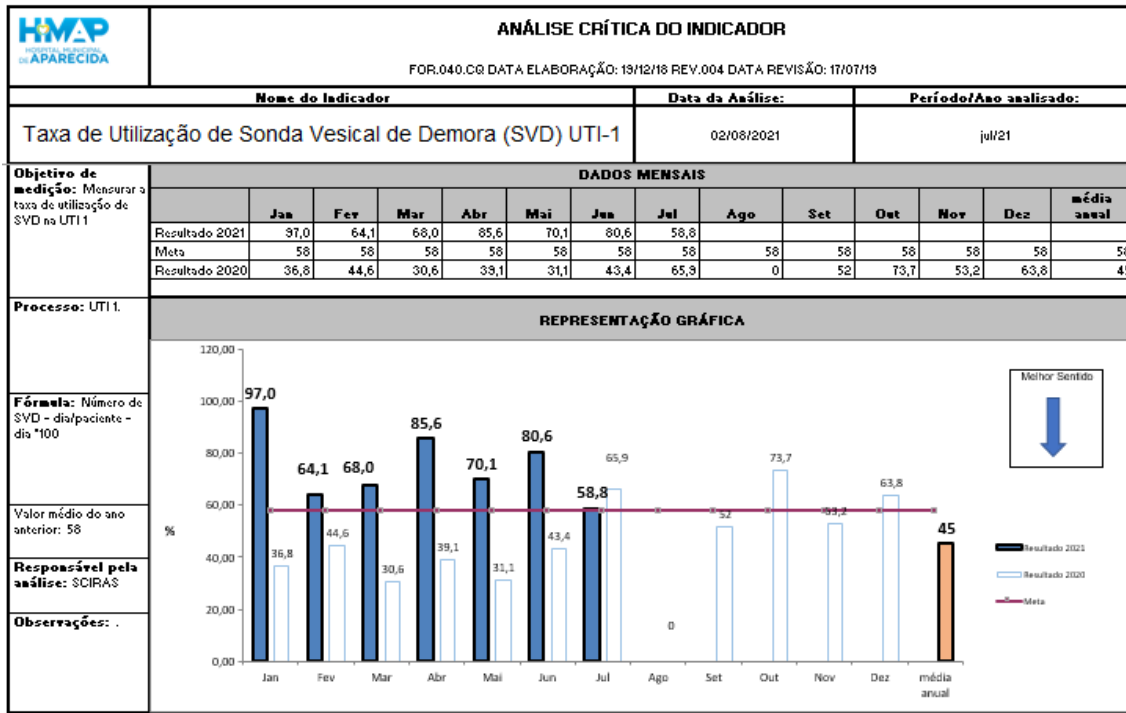 HMAP
HOSPITAL MUNICIPAL
DE APARECIDA
ANÁLISE CRÍTICA DO INDICADOR
FOR.040.CQ DATA ELABORAÇÃO: 19/12/18 REV.004 DATA REVISÃO: 17/07/19
Nome do Indicador Data da Análise: Período/Ano analisado:
Taxa de Utilização de Sonda Vesical de Demora (SVD) UTI-1 02/08/2021 jul/21
Objetivo de
medição: Mensurar a
taxa de utilização de
SVD na UTI 1
DADOS MENSAIS
Jan Fev Mar Abr Mai Jun Jul Ago Set Out Nov Dez média anual
Resultado 2021 97,0 64,1 68,0 85,6 70,1 80,6 58,8
Meta 58 58 58 58 58 58 58 58 58 58 58 58 58
Resultado 2020 36,8 44,6 30,6 39,1 31,1 43,4 65,9 0 52 73,7 53,2 63,8
Processo: UTI 1.
Fórmula: Número de
SVD - dia/paciente -
dia *100
Valor médio do ano
anterior: 58
Responsável pela
análise: SCIRAS
Observações: .
REPRESENTAÇÃO GRÁFICA
120,00
100,00
80,00
60,00
40,00
20,00
0,00
%
97,0 64,1 68,0 85,6 70,1 80,6 58,8
36,8 44,6 30,6 39,1 31,1 43,4 65,9 0 52 73,7 53,2 63,8 45
Jan Fev Mar Abr Mai Jun Jul Ago Set Out Nov Dez média
anual
Melhor Sentido
Resultado 2021
Resultado 2020
Meta